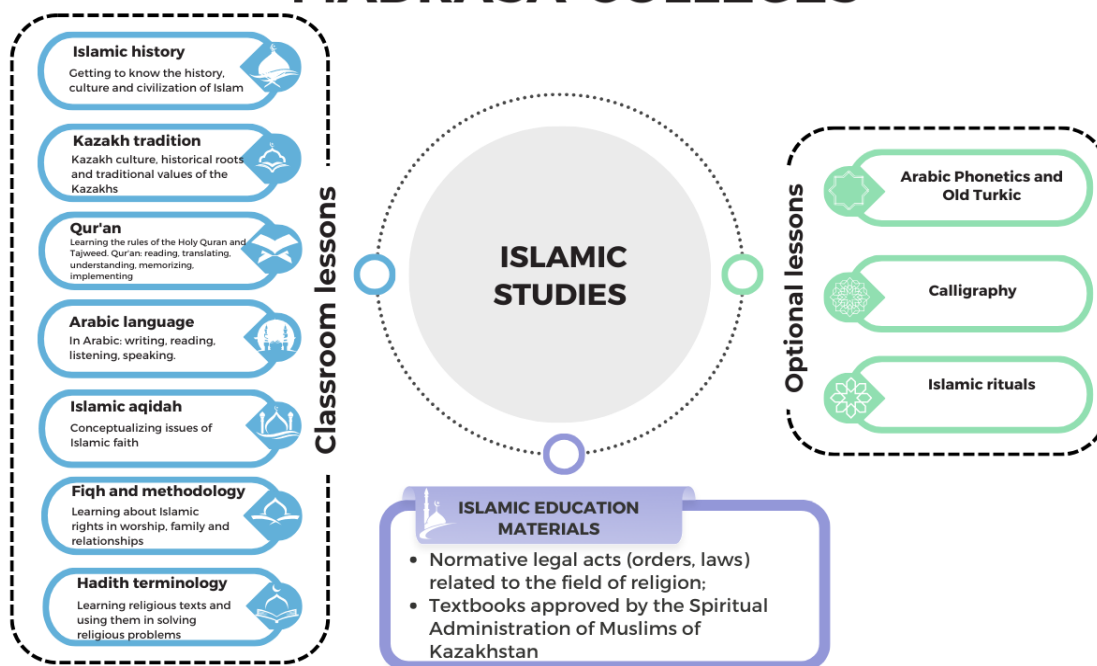 MADRASA COLLEGES
Islamic history
Getting to know the history,
culture and civilization of Islam
Kazakh tradition
Kazakh culture, historical roots
and traditional values of the
Kazakhs
Qur'an
Learning the rules of the Holy Quran and
Tajweed. Qur'an: reading, translating,
understanding, memorizing,
implementing
Arabic language
In Arabic: writing, reading,
listening, speaking.
Islamic aqidah
Conceptualizing issues of
Islamic faith
Fiqh and methodology
Learning about Islamic
rights in worship, family and
relationships
Hadith terminology
Learning religious texts and
using them in solving
religious problems
Classroom lessons
ISLAMIC
STUDIES
ISLAMIC EDUCATION
MATERIALS
• Normative legal acts (orders, laws)
related to the field of religion;
• Textbooks approved by the Spiritual
Administration of Muslims of
Kazakhstan
Optional lessons
Arabic Phonetics and
Old Turkic
Calligraphy
Islamic rituals